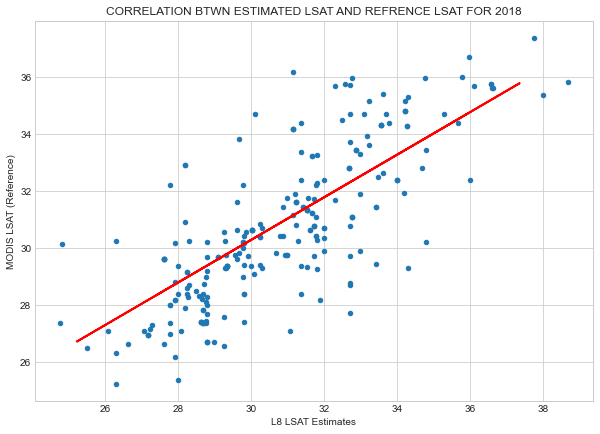 CORRELATION BTWN ESTIMATED LSAT AND REFRENCE LSAT FOR 2018
MODIS LSAT (Reference)
36
34
32
30
28
26
26 28 30 32 34 36 38
L8 LSAT Estimates